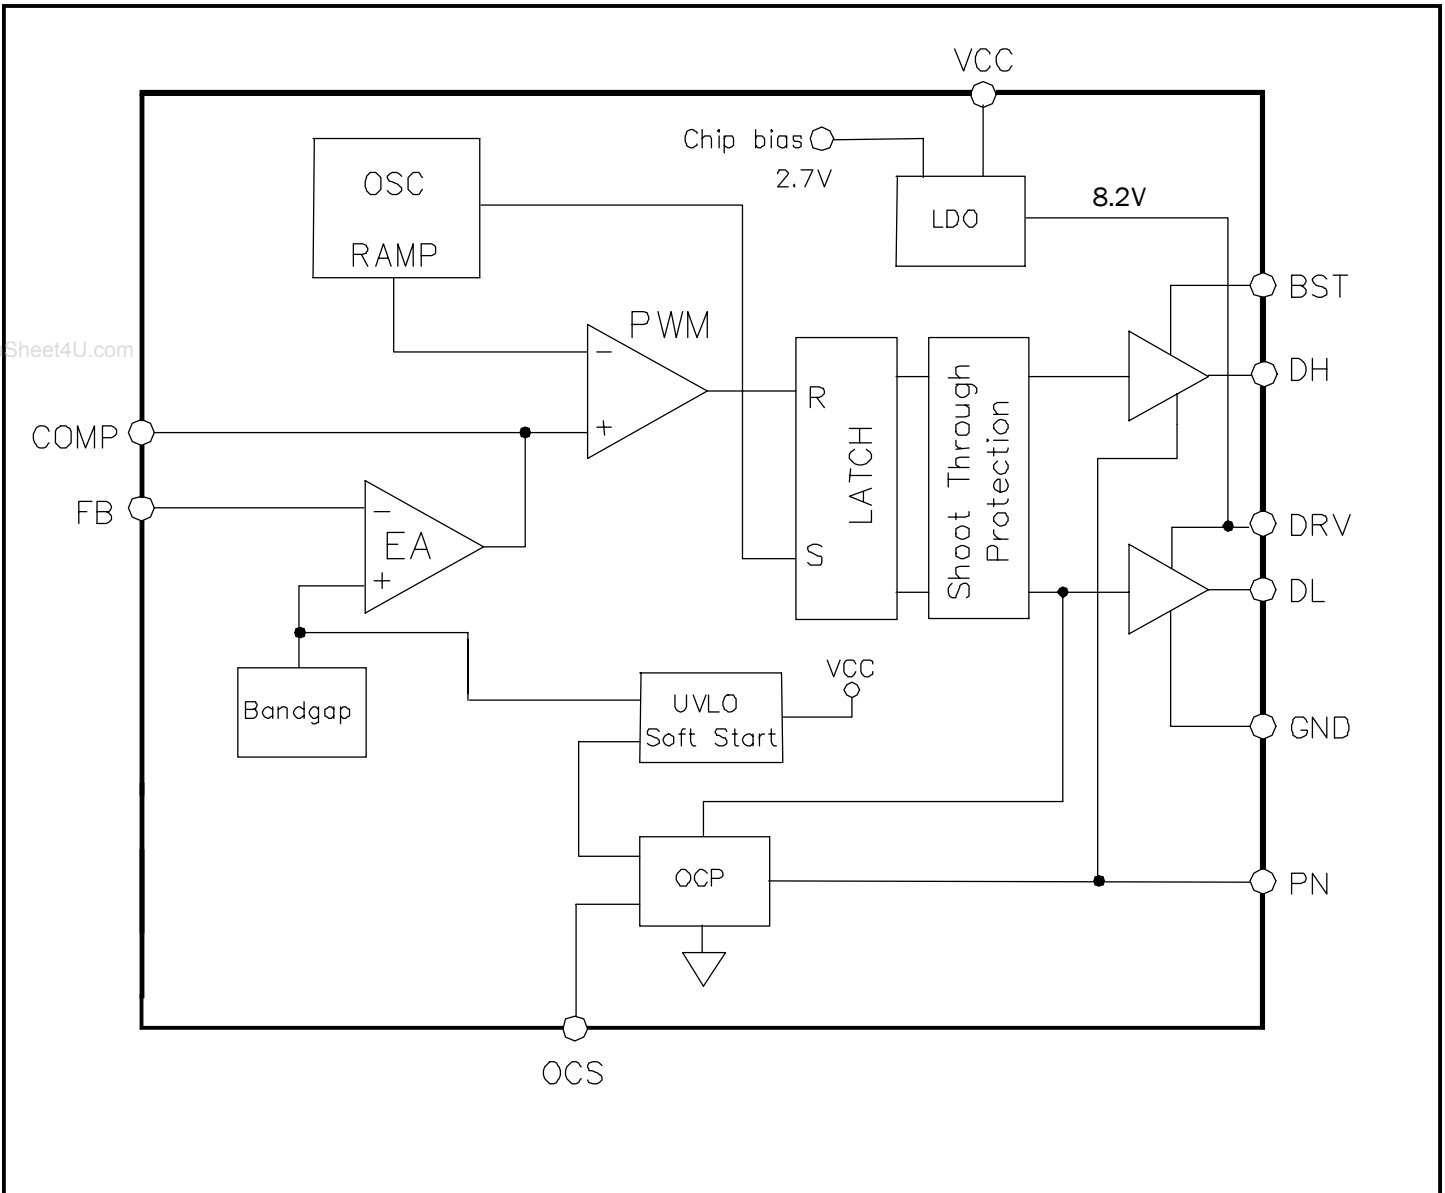 VCC
Chip bias
2.7V
OSC
RAMP
LDO
8.2V
BST
PWM
Sheet4U.com
DH
R
COMP
LATCH
Shoot Through
Protection
FB
EA
DRV
S
DL
VCC
Bandgap
UVLO
Soft Start
GND
OCP
PN
OCS